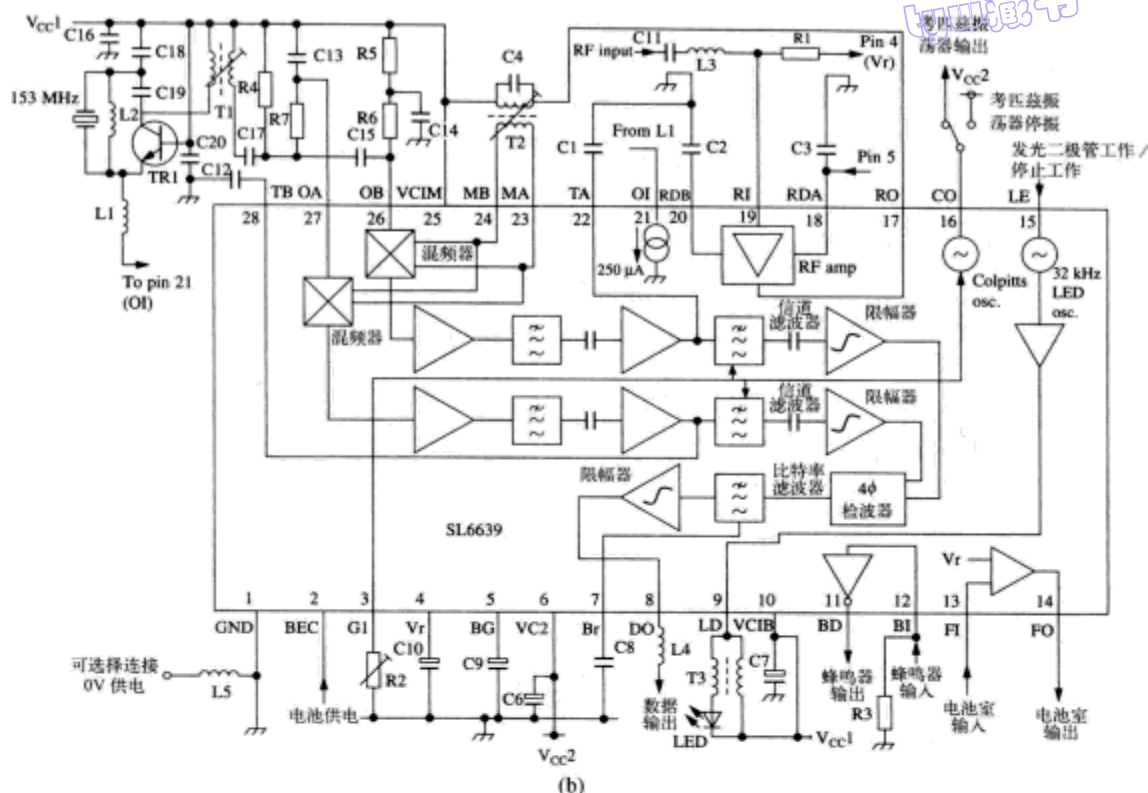 考匹兹振
荡器输出
VCC1
C16
C18
C13
R5
C4
C11
RF input
L3
R1
Pin 4
(Vr)
VCC2
考匹兹振
荡器停振
153 MHz
L2
C19
T1
R4
R7
R6
C14
T2
From L1
C1
C2
C3
Pin 5
发光二极管工作/
停止工作
C20
C17
C15
C12
TR1
L1
TB OA OB VCIM MB MA TA OI RDB RI RDA RO CO LE
28 27 26 25 24 23 22 21 20 19 18 17 16 15
To pin 21
(OI)
混频器
250 μA
RF amp
Colpitts
osc.
32 kHz
LED
osc.
混频器
信道
滤波器
限幅器
信道
滤波器
限幅器
限幅器
比特率
滤波器
4ϕ
检波器
SL6639
Vr
1 2 3 4 5 6 7 8 9 10 11 12 13 14
GND BEC G1 Vr BG VC2 Br DO LD VCIB BD BI FI FO
可选择连接
0V 供电
L5
电池供电
R2
C10
C9
C6
C8
L4
数据
输出
T3
LED
C7
蜂鸣器
输出
蜂鸣器
输入
R3
电池室
输入
电池室
输出
VCC2
VCC1
(b)